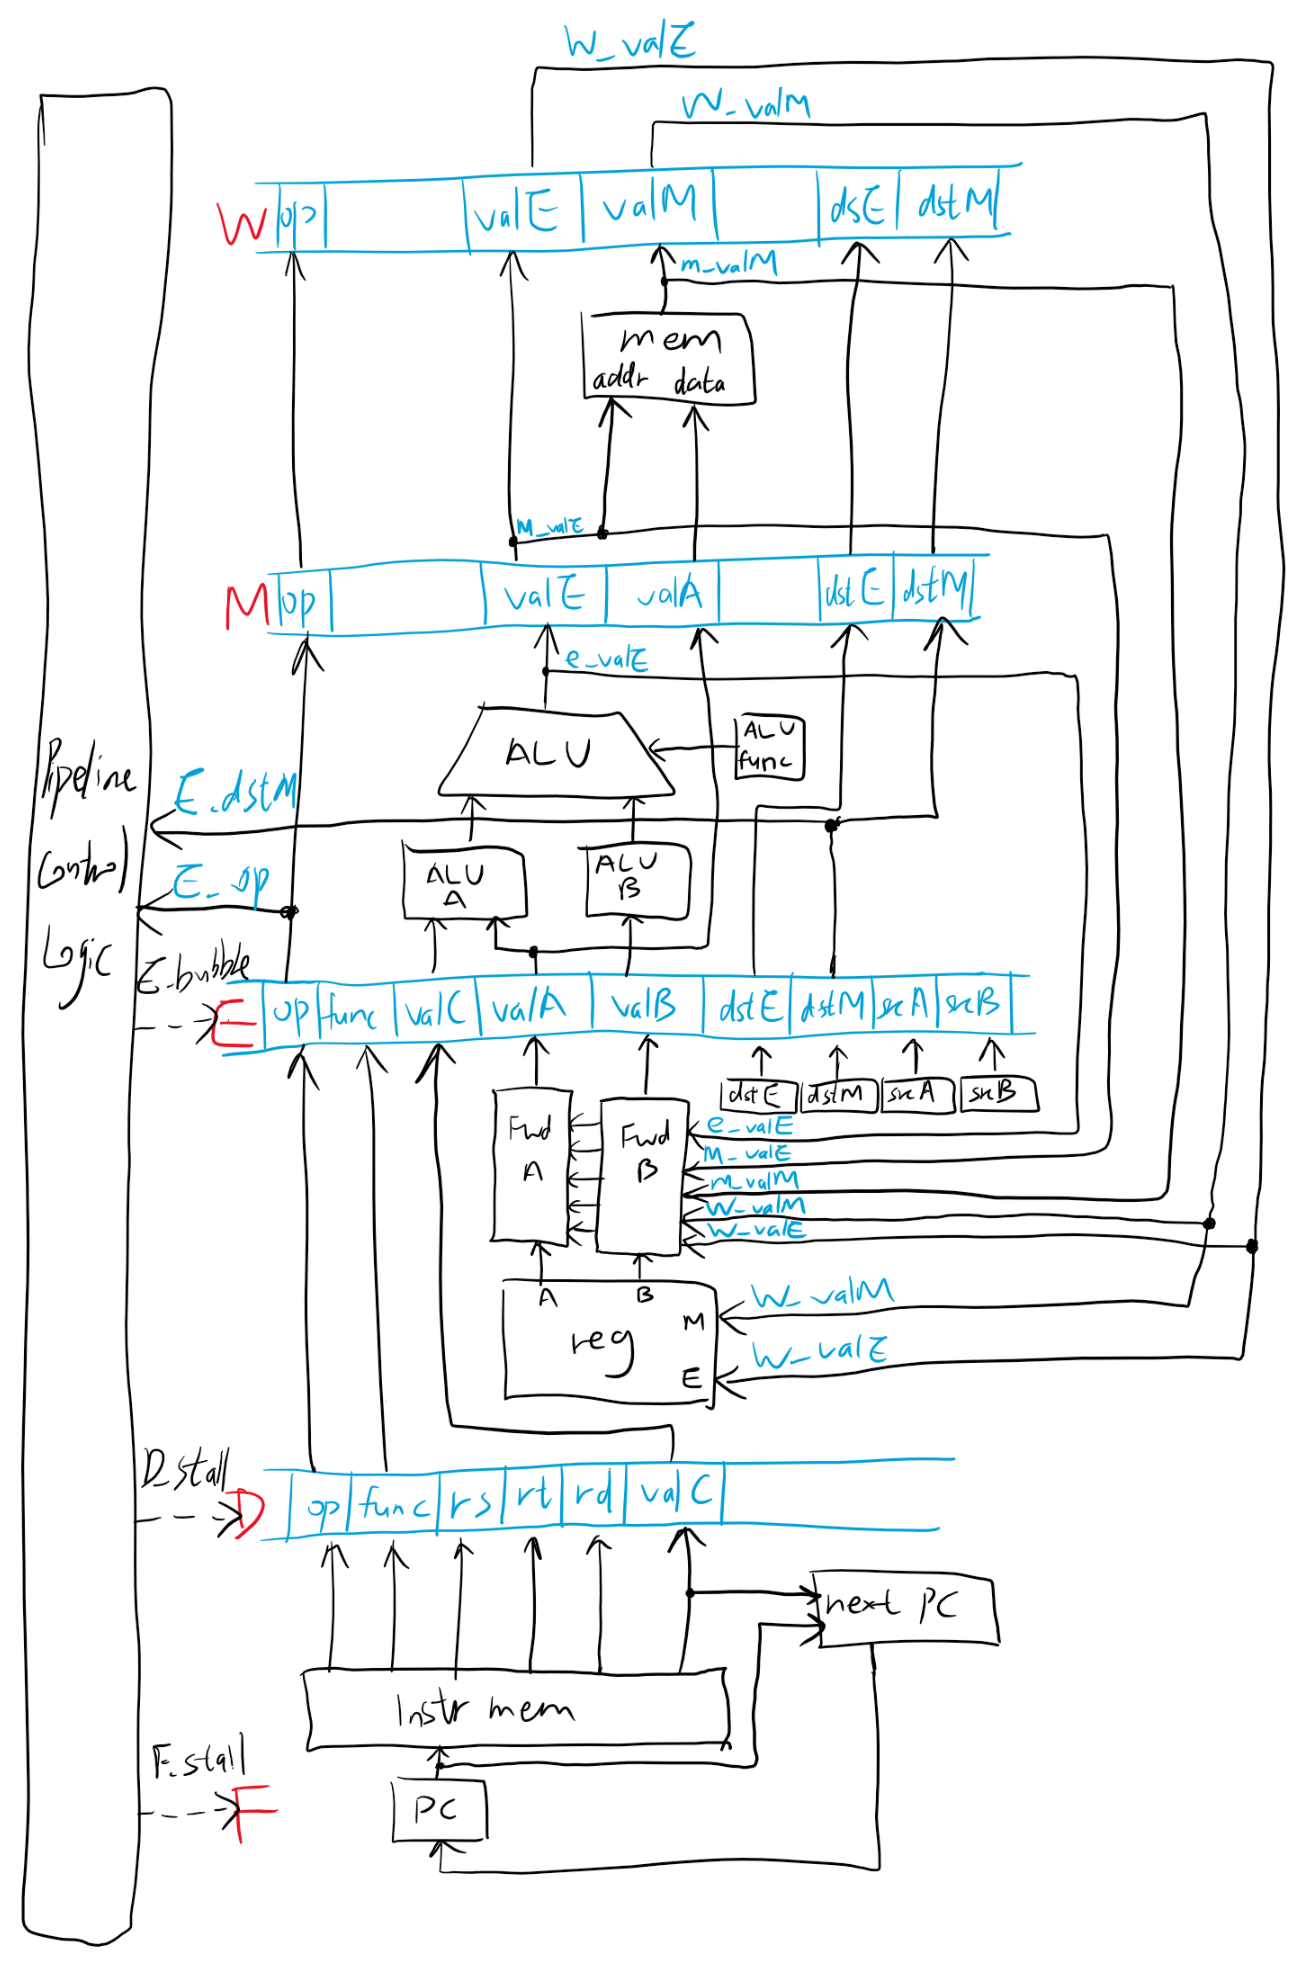 W_valE
W_valM
W op valE valM dsE dstM
m_valM
mem
addr data
M_valE
M op valE valA dstE dstM
e_valE
ALU
ALU
func
Pipeline
Control
Logic
E.dstM
ALU
A
ALU
B
E_op
E.bubble
E op func valC valA valB dstE dstM srcA srcB
dstE dstM srcA srcB
Fwd
A
Fwd
B
e_valE
M_valE
m_valM
W_valM
W_valE
A B
reg
M
E
W_valM
W_valE
D_stall
D op func rs rt rd valC
next PC
Instr mem
F.stall
F
PC